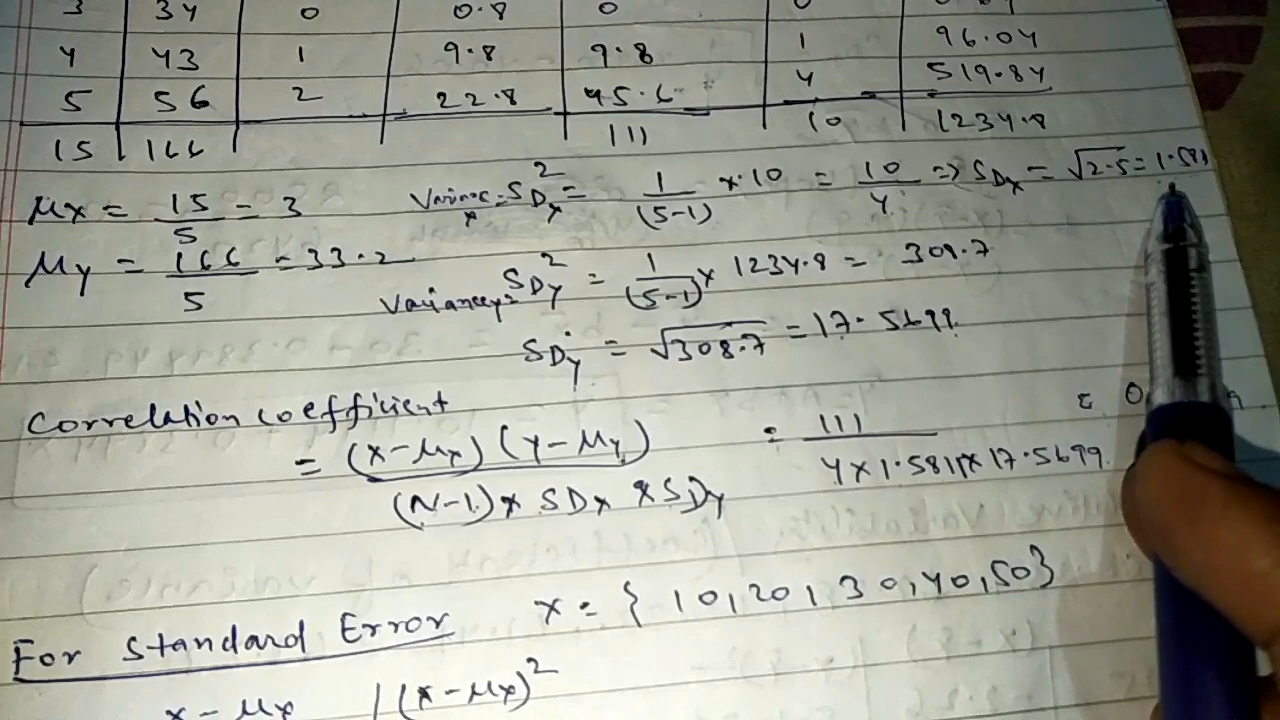 3 34 0 0.8 0
4 43 1 9.8 9.8 1 96.04
5 56 2 22.8 45.6 4 519.84
15 166 111 10 1234.8
μx = 15/5 = 3
Variance x = SDx² = 1/(5-1) × 10 = 10/4 => SDx = √2.5 = 1.581
μy = 166/5 = 33.2
Variancey = SDy² = 1/(5-1) × 1234.8 = 308.7
SDy = √308.7 = 17.5699
Correlation coefficient
= (x-μx) (y-μy) / (N-1) × SDx × SDy = 111 / 4×1.5811×17.5699
For Standard Error x = { 10, 20, 30, 40, 50}
x - μx (x-μx)²